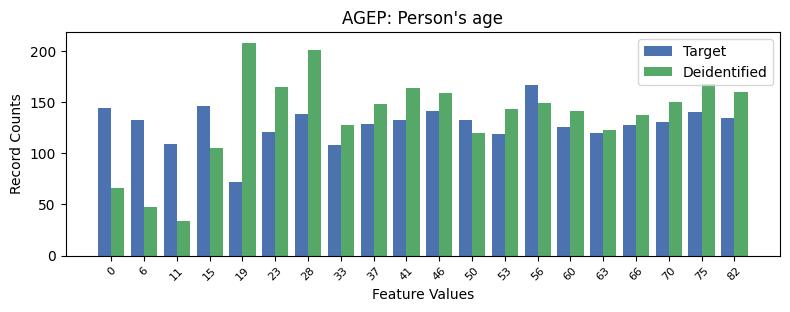 AGEP: Person's age
Record Counts
200
150
100
50
0
Target
Deidentified
0 6 11 15 19 23 28 33 37 41 46 50 53 56 60 63 66 70 75 82
Feature Values